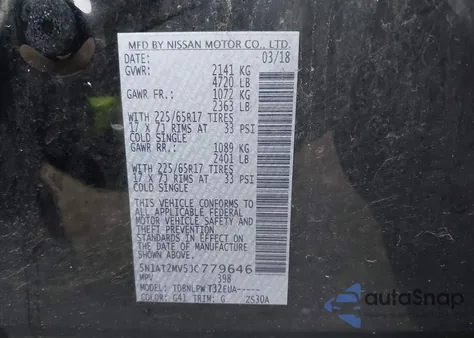 MFD BY NISSAN MOTOR CO., LTD.
DATE: 03/18
GVWR: 2141 KG
4720 LB
GAWR FR.: 1072 KG
2363 LB
WITH 225/65R17 TIRES
17 X 7J RIMS AT 33 PSI
COLD SINGLE
GAWR RR.: 1089 KG
2401 LB
WITH 225/65R17 TIRES
17 X 7J RIMS AT 33 PSI
COLD SINGLE
THIS VEHICLE CONFORMS TO
ALL APPLICABLE FEDERAL
MOTOR VEHICLE SAFETY
AND THEFT PREVENTION
STANDARDS IN EFFECT ON
THE DATE OF MANUFACTURE
SHOWN ABOVE.
5N1AT2MV5JC779646
MPV 398
MODEL: TDBNLPW T32EUA-----
COLOR: G41 TRIM: G 2S30A
autoSnap